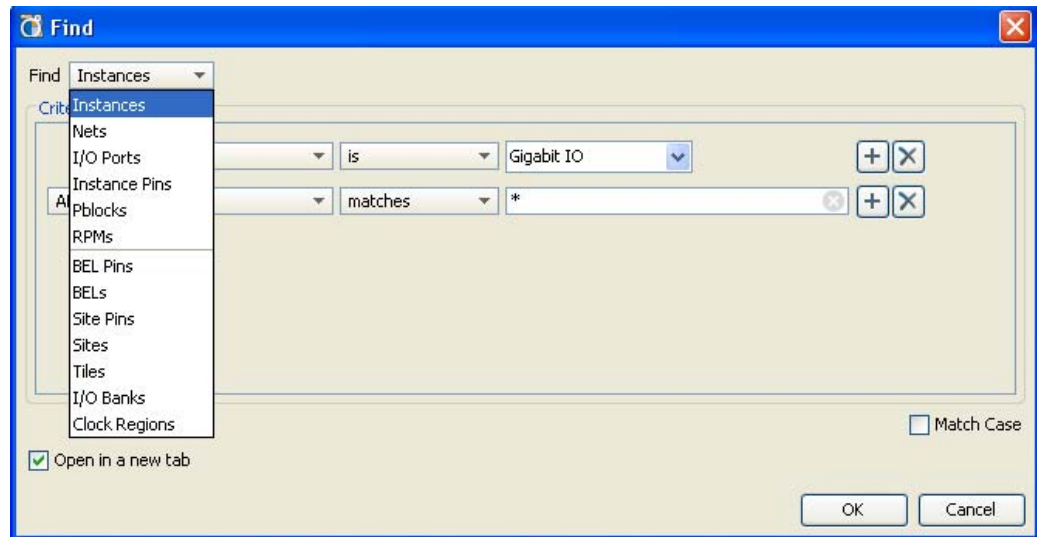 Find
Find Instances
Instances
Nets
I/O Ports
Instance Pins
Pblocks
RPMs
BEL Pins
BELs
Site Pins
Sites
Tiles
I/O Banks
Clock Regions
Crite
is Gigabit IO
matches *
Match Case
Open in a new tab
OK Cancel